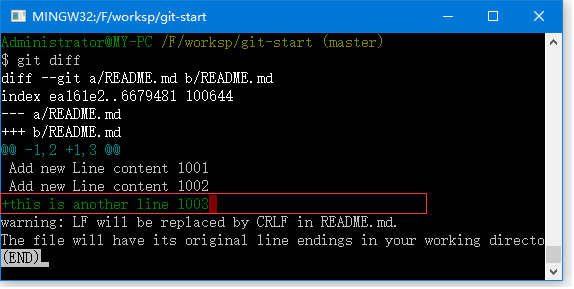 MINGW32:/F/worksp/git-start
Administrator@MY-PC /F/worksp/git-start (master)
$ git diff
diff --git a/README.md b/README.md
index ea161e2..6679481 100644
--- a/README.md
+++ b/README.md
@@ -1,2 +1,3 @@
 Add new Line content 1001
 Add new Line content 1002
+this is another line 1003
warning: LF will be replaced by CRLF in README.md.
The file will have its original line endings in your working directo
(END)